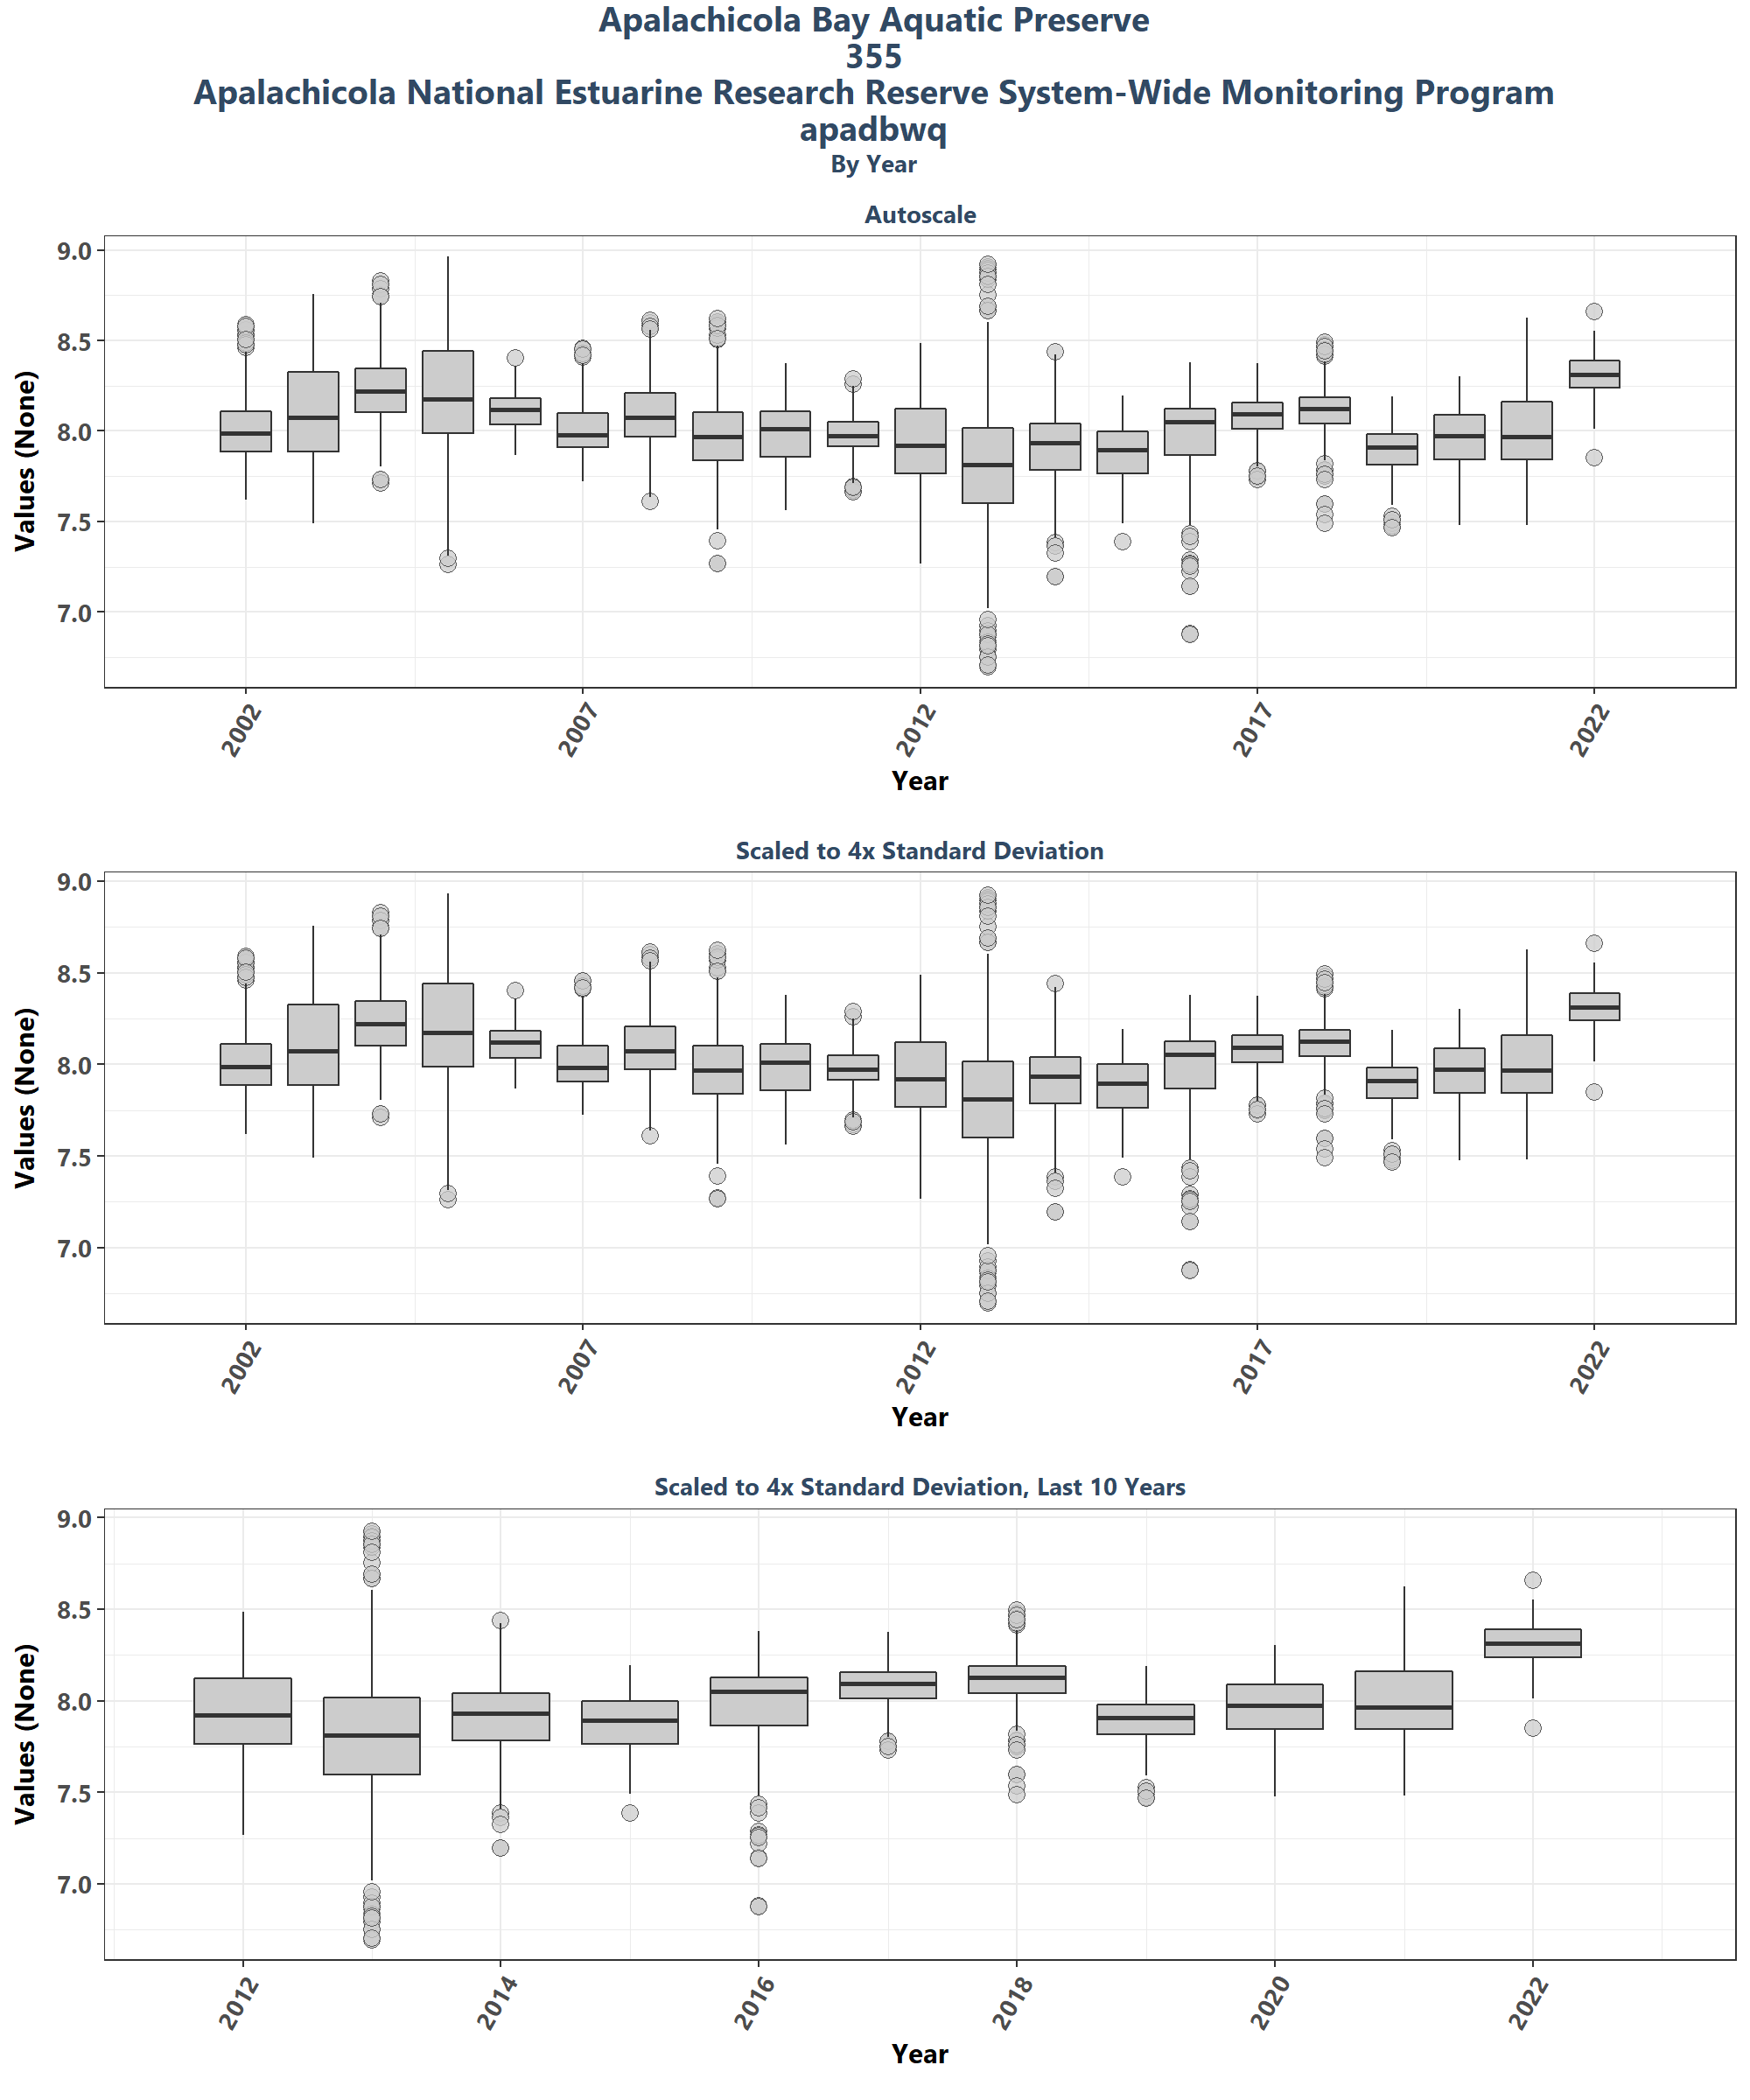 Apalachicola Bay Aquatic Preserve
355
Apalachicola National Estuarine Research Reserve System-Wide Monitoring Program
apadbwq
By Year
Autoscale
Values (None)
9.0
8.5
8.0
7.5
7.0
2002
2007
2012
2017
2022
Year
Scaled to 4x Standard Deviation
Values (None)
9.0
8.5
8.0
7.5
7.0
2002
2007
2012
2017
2022
Year
Scaled to 4x Standard Deviation, Last 10 Years
Values (None)
9.0
8.5
8.0
7.5
7.0
2012
2014
2016
2018
2020
2022
Year